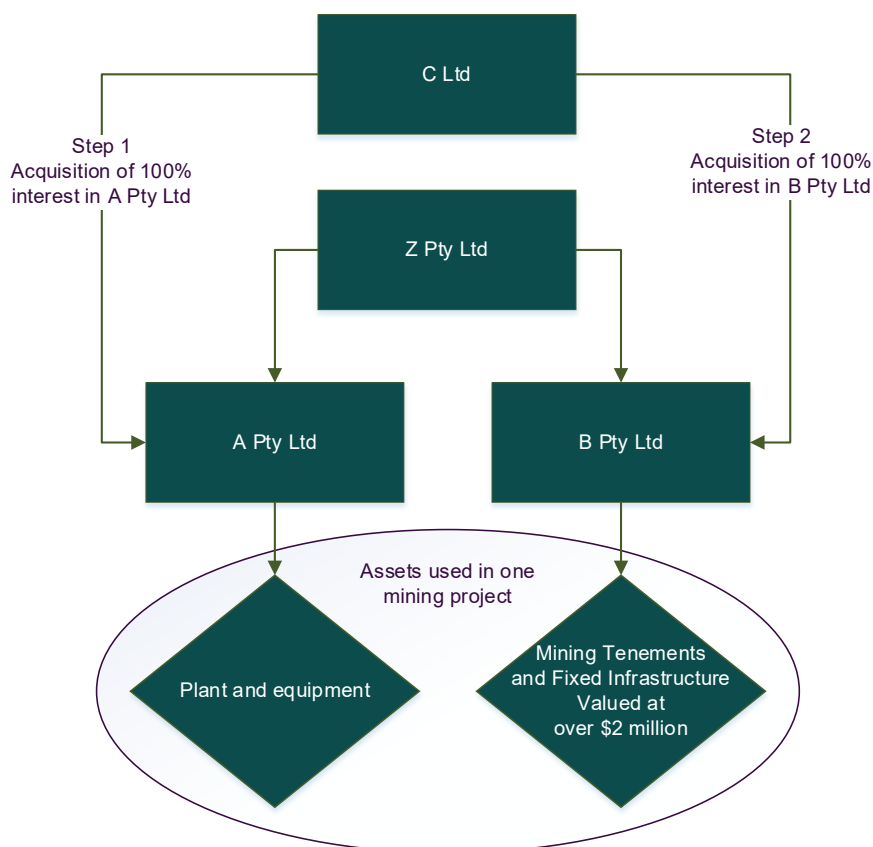 C Ltd
Step 1
Acquisition of 100%
interest in A Pty Ltd
Step 2
Acquisition of 100%
interest in B Pty Ltd
Z Pty Ltd
A Pty Ltd
B Pty Ltd
Assets used in one
mining project
Plant and equipment
Mining Tenements
and Fixed Infrastructure
Valued at
over $2 million